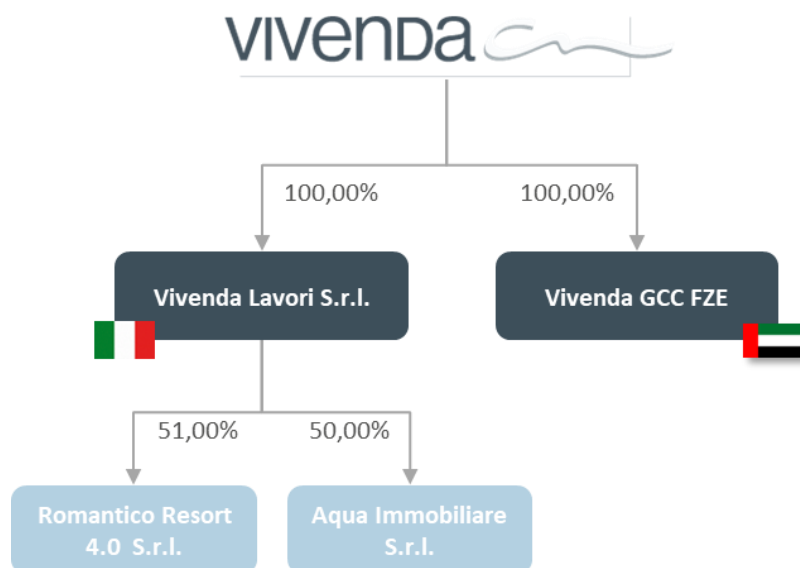 VIVENDA
100,00%
100,00%
Vivenda Lavori S.r.l.
Vivenda GCC FZE
51,00%
50,00%
Romantico Resort
4.0 S.r.l.
Aqua Immobiliare
S.r.l.